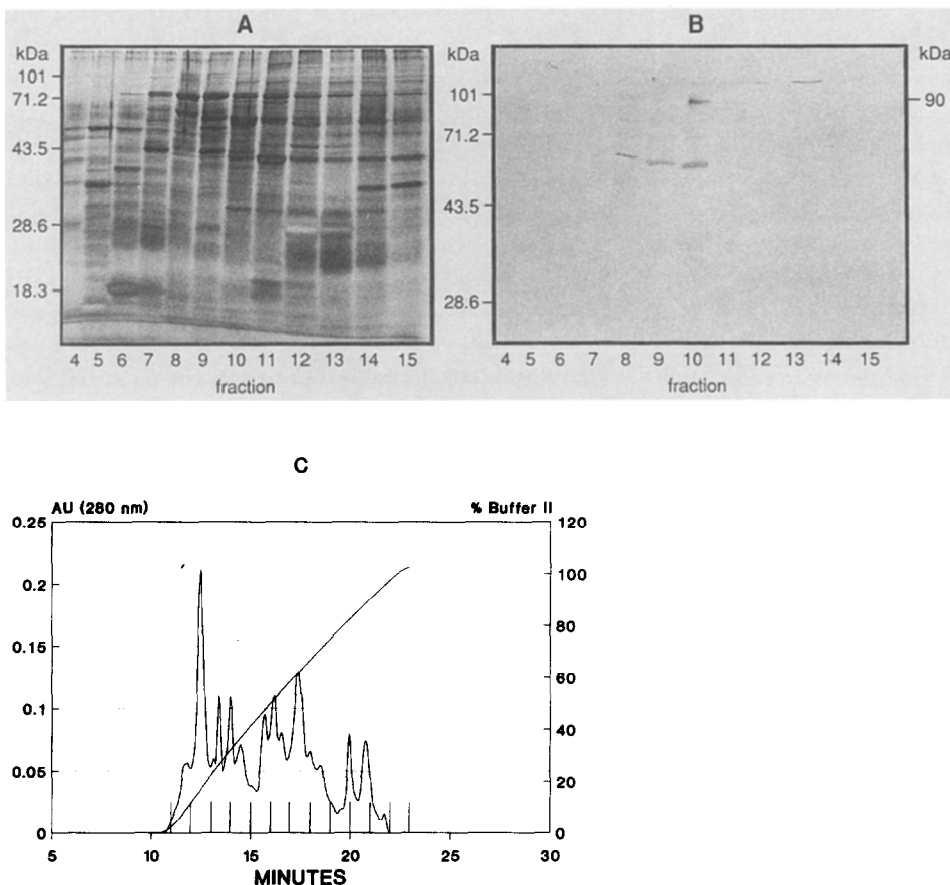 A
B
kDa
101
71.2
43.5
28.6
18.3
4 5 6 7 8 9 10 11 12 13 14 15
fraction
kDa
101
71.2
43.5
28.6
kDa
90
4 5 6 7 8 9 10 11 12 13 14 15
fraction
C
AU (280 nm)
% Buffer II
0.25
0.2
0.15
0.1
0.05
0
120
100
80
60
40
20
0
5 10 15 20 25 30
MINUTES